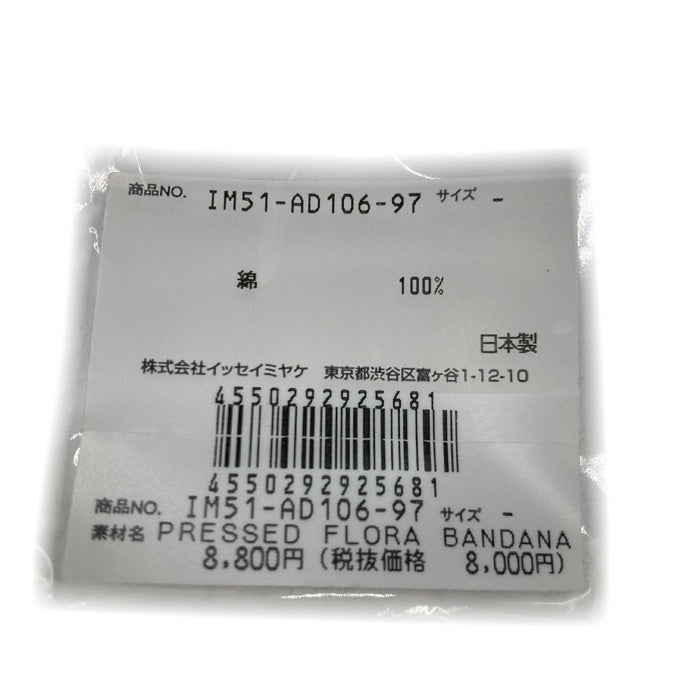 商品NO. IM51-AD106-97 サイズ -
綿 100%
日本製
株式会社イッセイミヤケ 東京都渋谷区富ヶ谷1-12-10
4550292925681
4550292925681
商品NO. IM51-AD106-97 サイズ -
素材名 PRESSED FLORA BANDANA
8,800円 (税抜価格 8,000円)